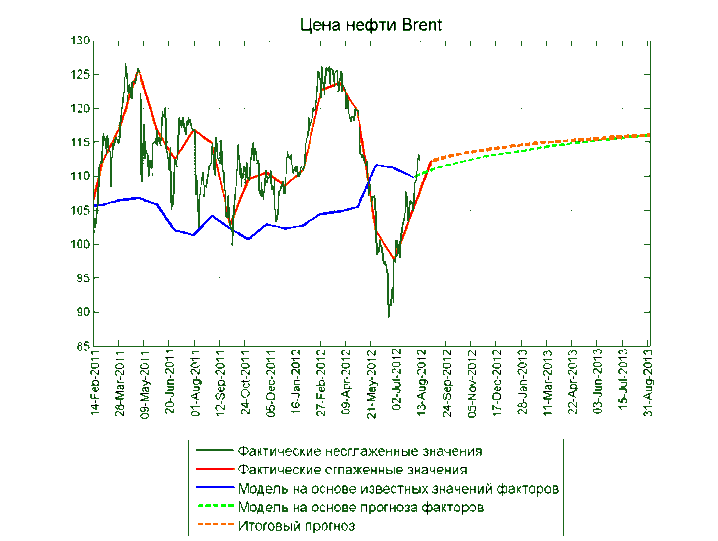 Цена нефти Brent
130
125
120
115
110
105
100
95
90
85
14-Feb-2011
28-Mar-2011
09-May-2011
20-Jun-2011
01-Aug-2011
12-Sep-2011
24-Oct-2011
05-Dec-2011
16-Jan-2012
27-Feb-2012
09-Apr-2012
21-May-2012
02-Jul-2012
13-Aug-2012
24-Sep-2012
05-Nov-2012
17-Dec-2012
28-Jan-2013
11-Mar-2013
22-Apr-2013
03-Jun-2013
15-Jul-2013
31-Aug-2013
Фактические несглаженные значения
Фактические сглаженные значения
Модель на основе известных значений факторов
Модель на основе прогноза факторов
Итоговый прогноз